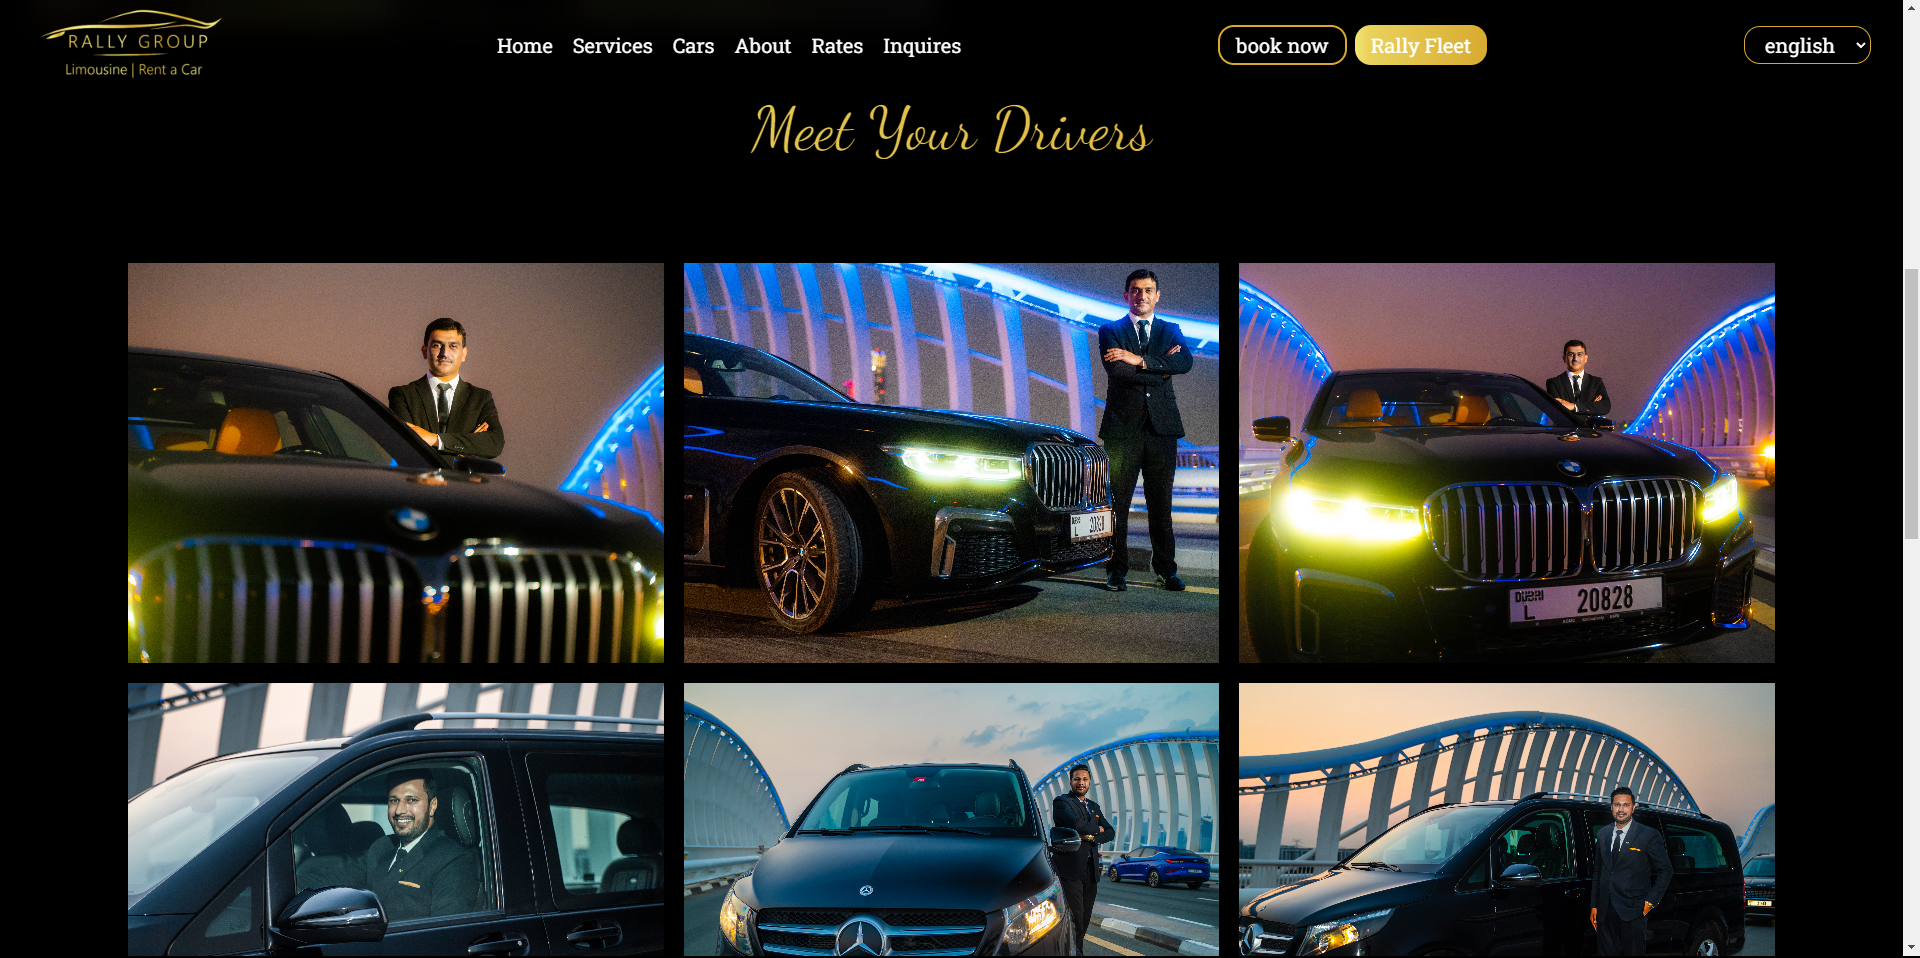 RALLY GROUP
Limousine | Rent a Car
Home Services Cars About Rates Inquires
book now Rally Fleet
english
Meet Your Drivers
DUBAI
L 20828